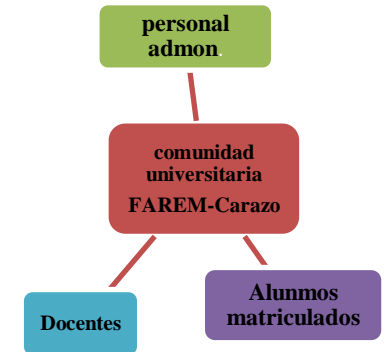 personal
admon.
comunidad
universitaria
FAREM-Carazo
Docentes
Alunmos
matriculados